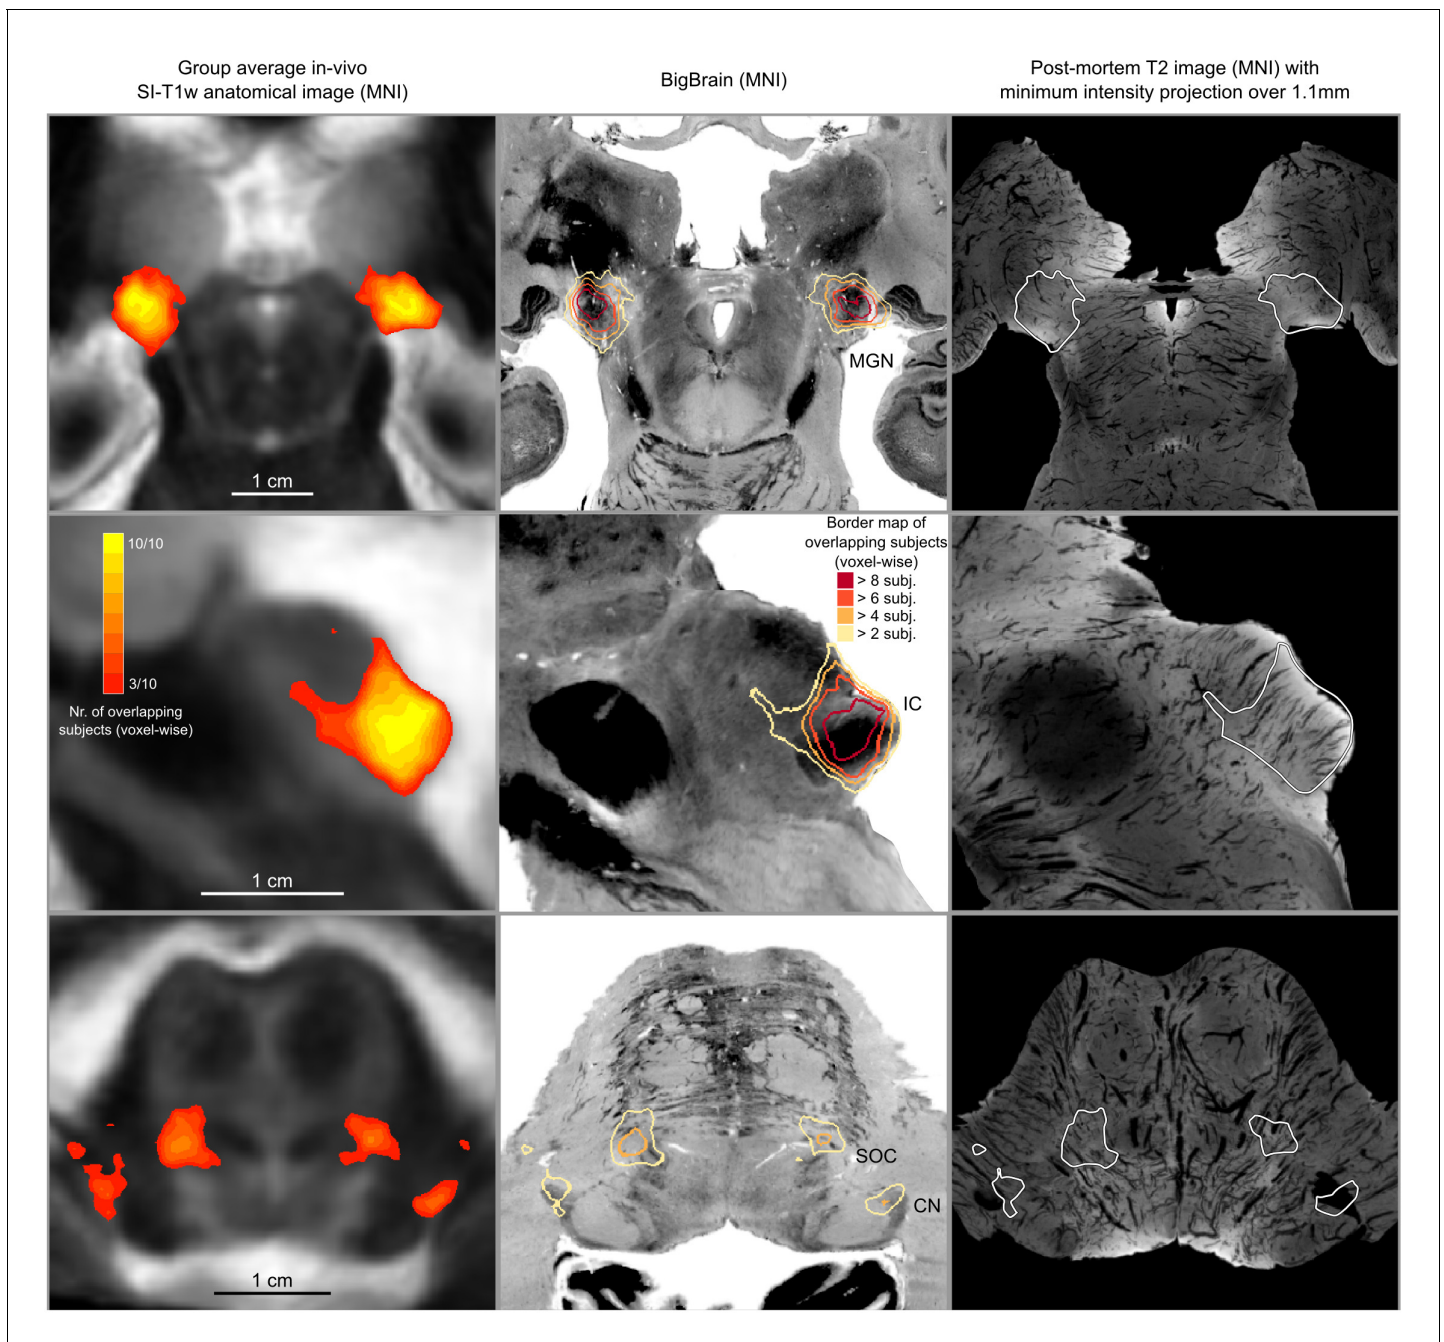 Group average in-vivo
SI-T1w anatomical image (MNI)
BigBrain (MNI)
Post-mortem T2 image (MNI) with
minimum intensity projection over 1.1mm
MGN
1 cm
10/10
3/10
Nr. of overlapping
subjects (voxel-wise)
1 cm
Border map of
overlapping subjects
(voxel-wise)
> 8 subj.
> 6 subj.
> 4 subj.
> 2 subj.
IC
SOC
CN
1 cm